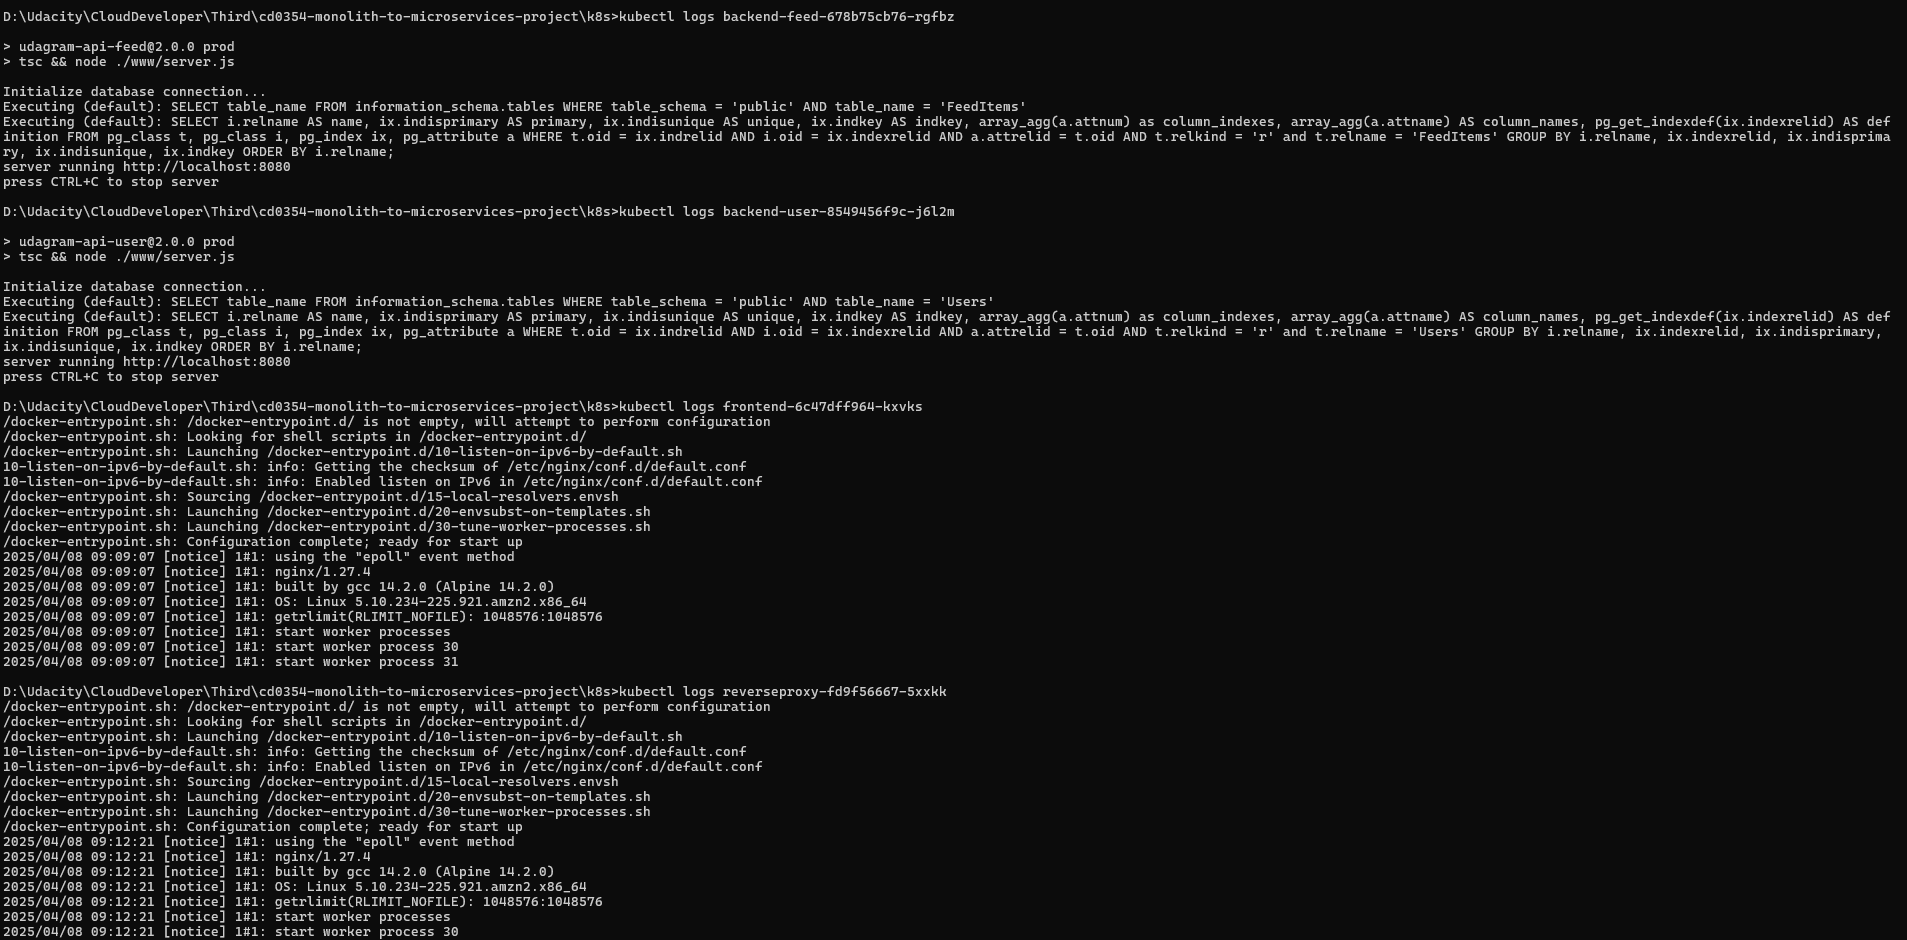 D:\Udacity\CloudDeveloper\Third\cd0354-monolith-to-microservices-project\k8s>kubectl logs backend-feed-678b75cb76-rgfbz
> udagram-api-feed@2.0.0 prod
> tsc && node ./www/server.js
Initialize database connection...
Executing (default): SELECT table_name FROM information_schema.tables WHERE table_schema = 'public' AND table_name = 'FeedItems'
Executing (default): SELECT i.relname AS name, ix.indisprimary AS primary, ix.indisunique AS unique, ix.indkey AS indkey, array_agg(a.attnum) as column_indexes, array_agg(a.attname) AS column_names, pg_get_indexdef(ix.indexrelid) AS def
inition FROM pg_class t, pg_class i, pg_index ix, pg_attribute a WHERE t.oid = ix.indrelid AND i.oid = ix.indexrelid AND a.attrelid = t.oid AND t.relkind = 'r' and t.relname = 'FeedItems' GROUP BY i.relname, ix.indexrelid, ix.indisprima
ry, ix.indisunique, ix.indkey ORDER BY i.relname;
server running http://localhost:8080
press CTRL+C to stop server
D:\Udacity\CloudDeveloper\Third\cd0354-monolith-to-microservices-project\k8s>kubectl logs backend-user-8549456f9c-j6l2m
> udagram-api-user@2.0.0 prod
> tsc && node ./www/server.js
Initialize database connection...
Executing (default): SELECT table_name FROM information_schema.tables WHERE table_schema = 'public' AND table_name = 'Users'
Executing (default): SELECT i.relname AS name, ix.indisprimary AS primary, ix.indisunique AS unique, ix.indkey AS indkey, array_agg(a.attnum) as column_indexes, array_agg(a.attname) AS column_names, pg_get_indexdef(ix.indexrelid) AS def
inition FROM pg_class t, pg_class i, pg_index ix, pg_attribute a WHERE t.oid = ix.indrelid AND i.oid = ix.indexrelid AND a.attrelid = t.oid AND t.relkind = 'r' and t.relname = 'Users' GROUP BY i.relname, ix.indexrelid, ix.indisprimary,
ix.indisunique, ix.indkey ORDER BY i.relname;
server running http://localhost:8080
press CTRL+C to stop server
D:\Udacity\CloudDeveloper\Third\cd0354-monolith-to-microservices-project\k8s>kubectl logs frontend-6c47dff964-kxvks
/docker-entrypoint.sh: /docker-entrypoint.d/ is not empty, will attempt to perform configuration
/docker-entrypoint.sh: Looking for shell scripts in /docker-entrypoint.d/
/docker-entrypoint.sh: Launching /docker-entrypoint.d/10-listen-on-ipv6-by-default.sh
10-listen-on-ipv6-by-default.sh: info: Getting the checksum of /etc/nginx/conf.d/default.conf
10-listen-on-ipv6-by-default.sh: info: Enabled listen on IPv6 in /etc/nginx/conf.d/default.conf
/docker-entrypoint.sh: Sourcing /docker-entrypoint.d/15-local-resolvers.envsh
/docker-entrypoint.sh: Launching /docker-entrypoint.d/20-envsubst-on-templates.sh
/docker-entrypoint.sh: Launching /docker-entrypoint.d/30-tune-worker-processes.sh
/docker-entrypoint.sh: Configuration complete; ready for start up
2025/04/08 09:09:07 [notice] 1#1: using the "epoll" event method
2025/04/08 09:09:07 [notice] 1#1: nginx/1.27.4
2025/04/08 09:09:07 [notice] 1#1: built by gcc 14.2.0 (Alpine 14.2.0)
2025/04/08 09:09:07 [notice] 1#1: OS: Linux 5.10.234-225.921.amzn2.x86_64
2025/04/08 09:09:07 [notice] 1#1: getrlimit(RLIMIT_NOFILE): 1048576:1048576
2025/04/08 09:09:07 [notice] 1#1: start worker processes
2025/04/08 09:09:07 [notice] 1#1: start worker process 30
2025/04/08 09:09:07 [notice] 1#1: start worker process 31
D:\Udacity\CloudDeveloper\Third\cd0354-monolith-to-microservices-project\k8s>kubectl logs reverseproxy-fd9f56667-5xxkk
/docker-entrypoint.sh: /docker-entrypoint.d/ is not empty, will attempt to perform configuration
/docker-entrypoint.sh: Looking for shell scripts in /docker-entrypoint.d/
/docker-entrypoint.sh: Launching /docker-entrypoint.d/10-listen-on-ipv6-by-default.sh
10-listen-on-ipv6-by-default.sh: info: Getting the checksum of /etc/nginx/conf.d/default.conf
10-listen-on-ipv6-by-default.sh: info: Enabled listen on IPv6 in /etc/nginx/conf.d/default.conf
/docker-entrypoint.sh: Sourcing /docker-entrypoint.d/15-local-resolvers.envsh
/docker-entrypoint.sh: Launching /docker-entrypoint.d/20-envsubst-on-templates.sh
/docker-entrypoint.sh: Launching /docker-entrypoint.d/30-tune-worker-processes.sh
/docker-entrypoint.sh: Configuration complete; ready for start up
2025/04/08 09:12:21 [notice] 1#1: using the "epoll" event method
2025/04/08 09:12:21 [notice] 1#1: nginx/1.27.4
2025/04/08 09:12:21 [notice] 1#1: built by gcc 14.2.0 (Alpine 14.2.0)
2025/04/08 09:12:21 [notice] 1#1: OS: Linux 5.10.234-225.921.amzn2.x86_64
2025/04/08 09:12:21 [notice] 1#1: getrlimit(RLIMIT_NOFILE): 1048576:1048576
2025/04/08 09:12:21 [notice] 1#1: start worker processes
2025/04/08 09:12:21 [notice] 1#1: start worker process 30